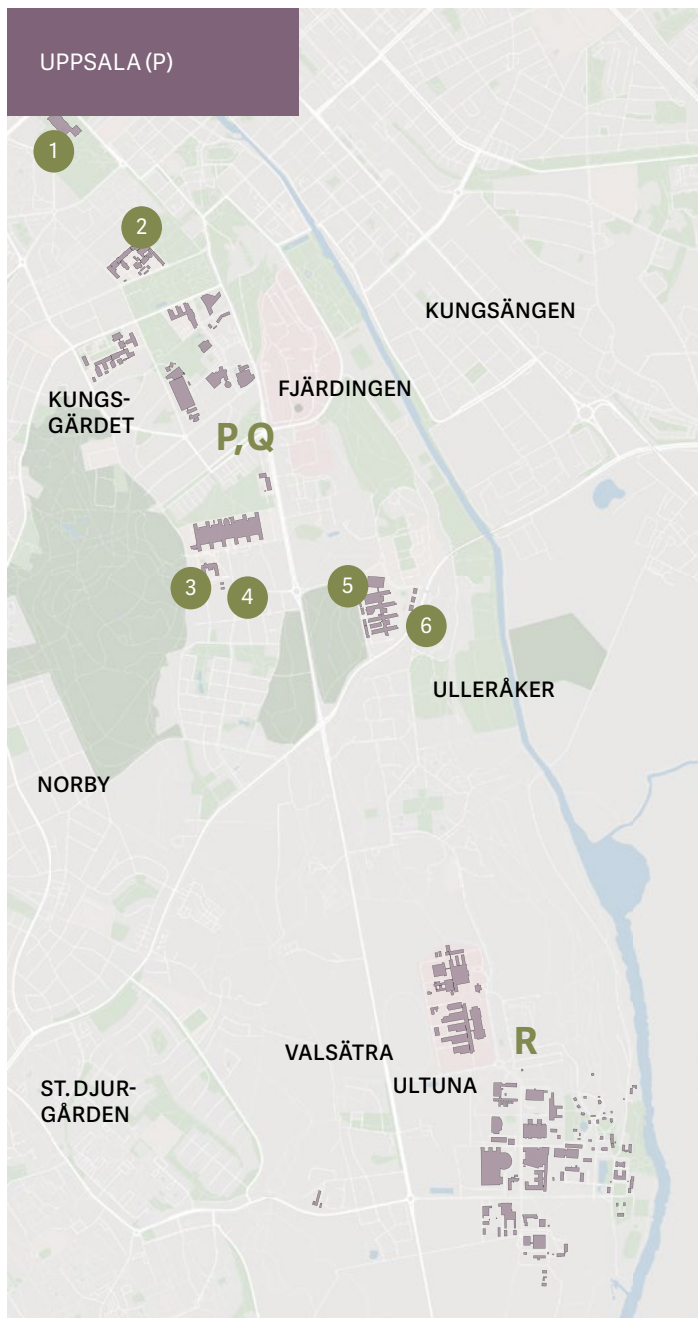 UPPSALA (P)
1
2
KUNGSÄNGEN
FJÄRDINGEN
KUNGS-
GÄRDET
P, Q
3
4
5
6
ULLERÅKER
NORBY
R
VALSÄTRA
ULTUNA
ST. DJUR-
GÅRDEN